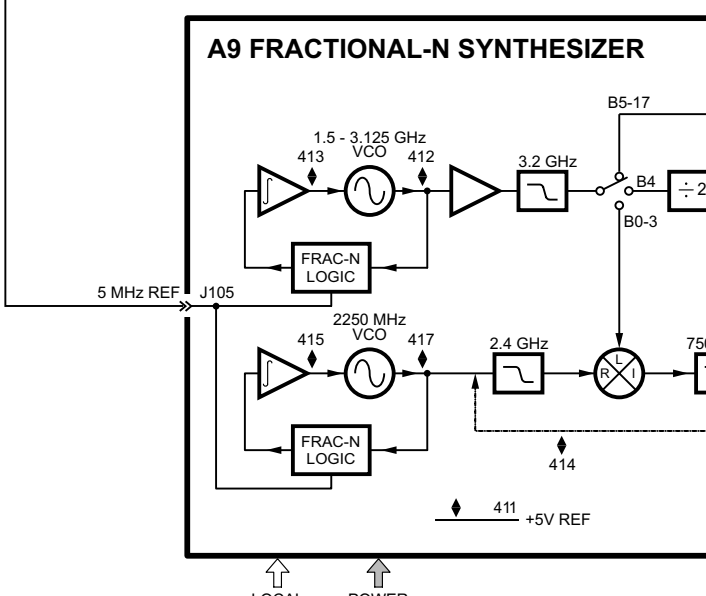 A9 FRACTIONAL-N SYNTHESIZER
B5-17
1.5 - 3.125 GHz
VCO
413
412
3.2 GHz
B4
÷ 2
B0-3
FRAC-N
LOGIC
5 MHz REF
J105
2250 MHz
VCO
415
417
2.4 GHz
750
L
R
I
FRAC-N
LOGIC
414
411
+5V REF
LOCAL
POWER